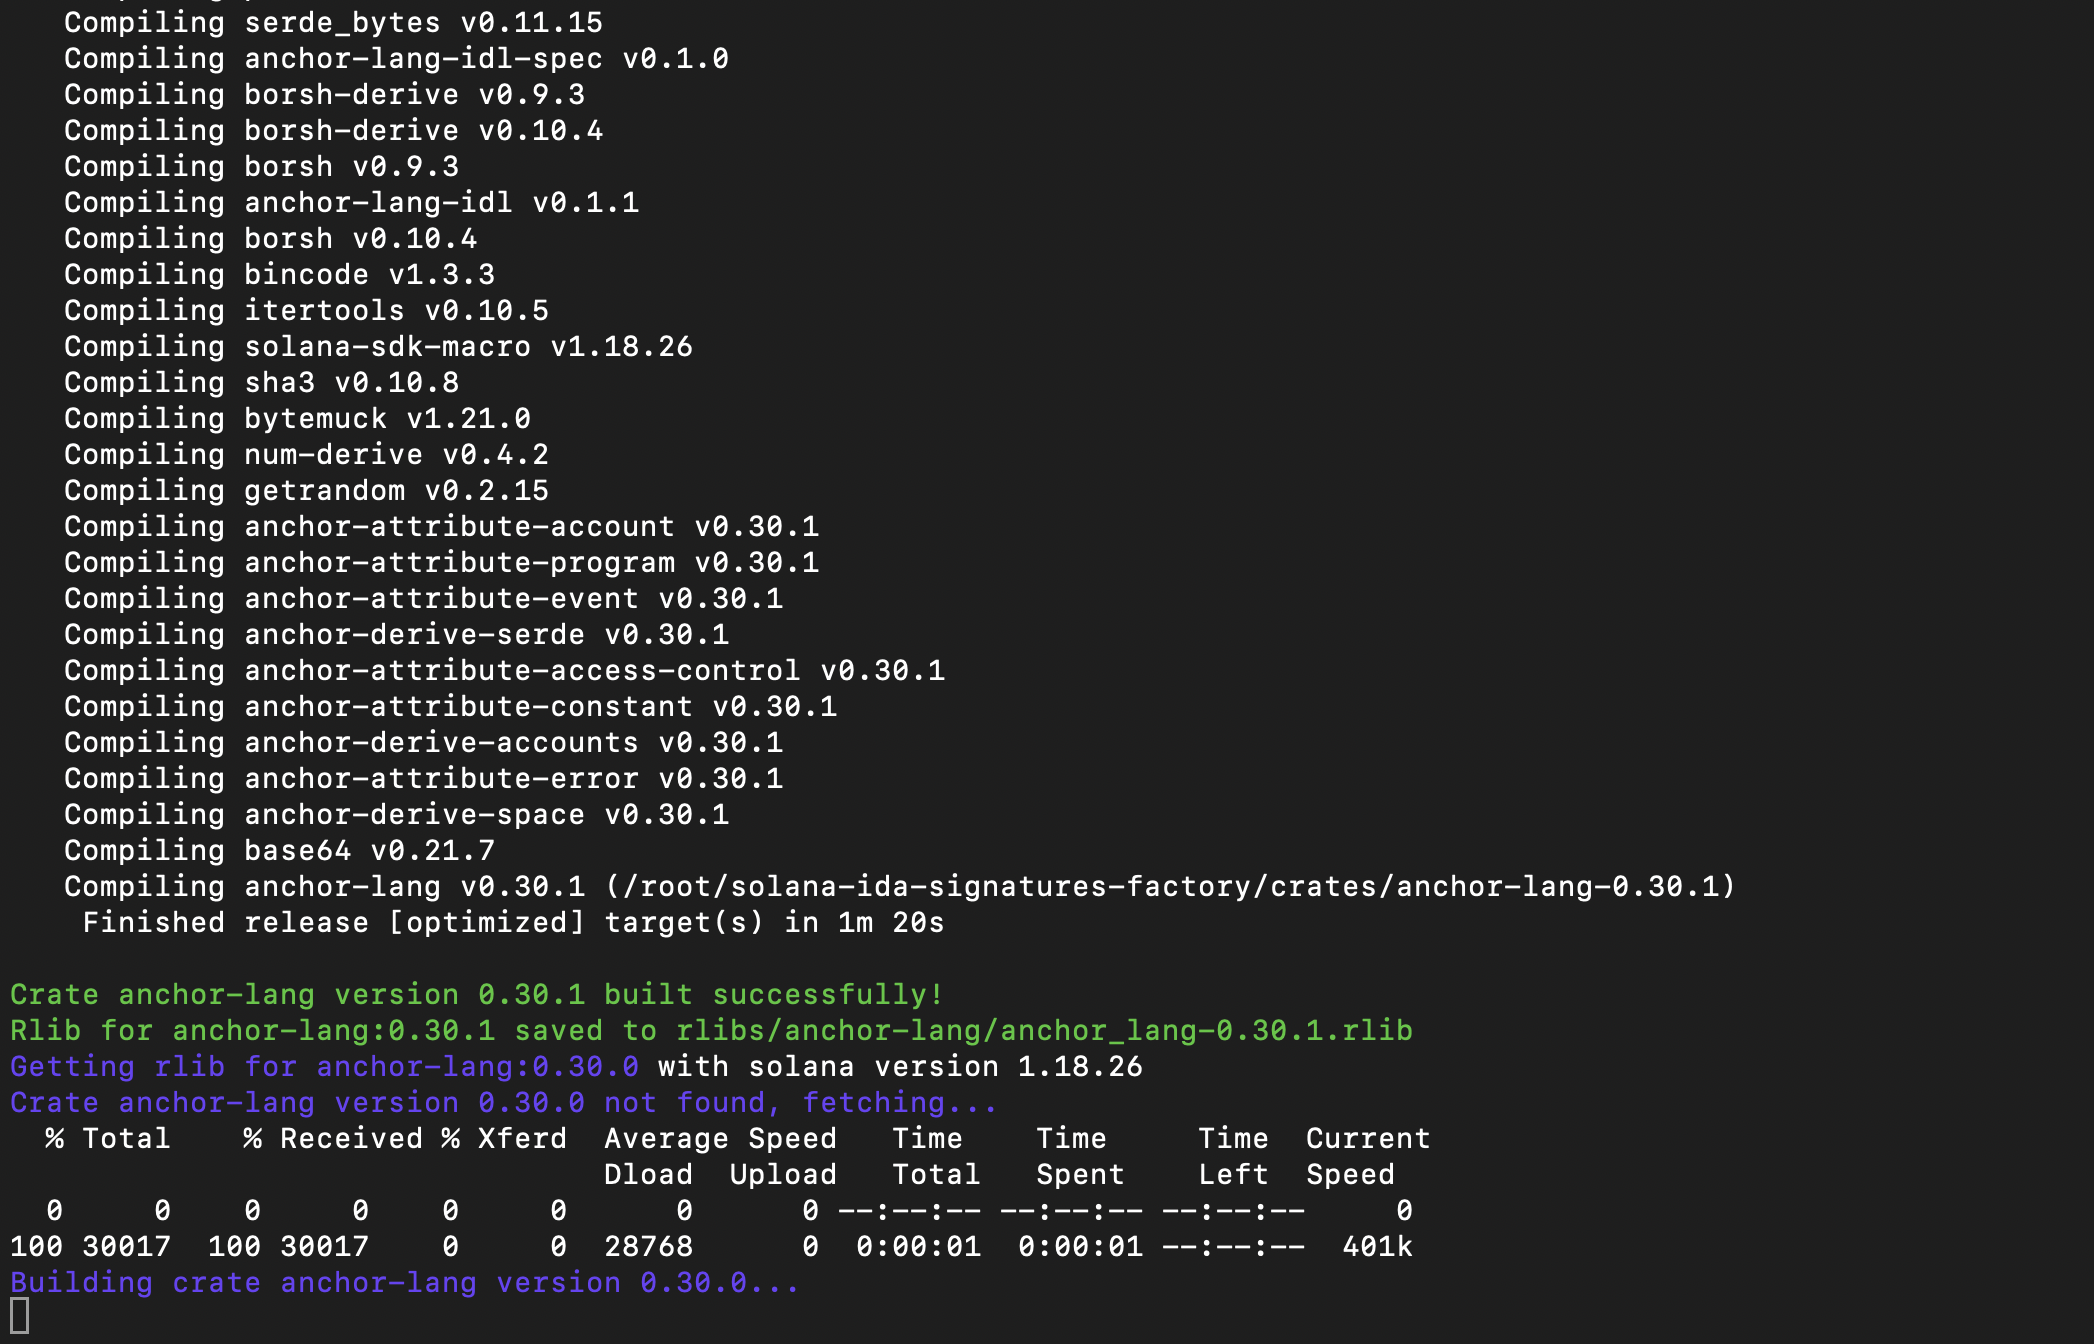 Compiling serde_bytes v0.11.15
Compiling anchor-lang-idl-spec v0.1.0
Compiling borsh-derive v0.9.3
Compiling borsh-derive v0.10.4
Compiling borsh v0.9.3
Compiling anchor-lang-idl v0.1.1
Compiling borsh v0.10.4
Compiling bincode v1.3.3
Compiling itertools v0.10.5
Compiling solana-sdk-macro v1.18.26
Compiling sha3 v0.10.8
Compiling bytemuck v1.21.0
Compiling num-derive v0.4.2
Compiling getrandom v0.2.15
Compiling anchor-attribute-account v0.30.1
Compiling anchor-attribute-program v0.30.1
Compiling anchor-attribute-event v0.30.1
Compiling anchor-derive-serde v0.30.1
Compiling anchor-attribute-access-control v0.30.1
Compiling anchor-attribute-constant v0.30.1
Compiling anchor-derive-accounts v0.30.1
Compiling anchor-attribute-error v0.30.1
Compiling anchor-derive-space v0.30.1
Compiling base64 v0.21.7
Compiling anchor-lang v0.30.1 (/root/solana-ida-signatures-factory/crates/anchor-lang-0.30.1)
Finished release [optimized] target(s) in 1m 20s
Crate anchor-lang version 0.30.1 built successfully!
Rlib for anchor-lang:0.30.1 saved to rlibs/anchor-lang/anchor_lang-0.30.1.rlib
Getting rlib for anchor-lang:0.30.0 with solana version 1.18.26
Crate anchor-lang version 0.30.0 not found, fetching...
% Total    % Received % Xferd  Average Speed   Time    Time     Time  Current
Dload  Upload   Total   Spent    Left  Speed
0     0    0     0    0     0      0      0 --:--:-- --:--:-- --:--:--     0
100 30017  100 30017    0     0  28768      0  0:00:01  0:00:01 --:--:--  401k
Building crate anchor-lang version 0.30.0...